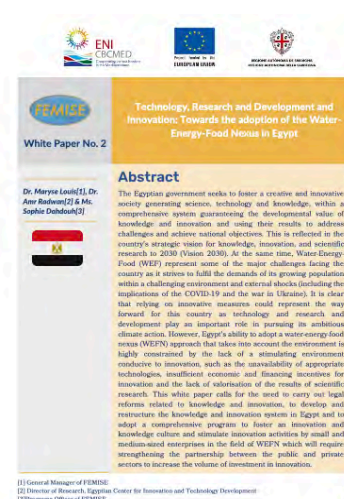 ENI
CBCMED
Project funded by the
EUROPEAN UNION
REGIONE AUTÒNOMA DE SARDIGNA
REGIONE AUTONOMA DELLA SARDEGNA
FEMISE
White Paper No. 2
Technology, Research and Development and
Innovation: Towards the adoption of the Water-
Energy-Food Nexus in Egypt
Dr. Maryse Louis[1], Dr.
Amr Radwan[2] & Ms.
Sophie Dahdouh[3]
Abstract
The Egyptian government seeks to foster a creative and innovative
society generating science, technology and knowledge, within a
comprehensive system guaranteeing the developmental value of
knowledge and innovation and using their results to address
challenges and achieve national objectives. This is reflected in the
country's strategic vision for knowledge, innovation, and scientific
research to 2030 (Vision 2030). At the same time, Water-Energy-
Food (WEF) represent some of the major challenges facing the
country as it strives to fulfil the demands of its growing population
within a challenging environment and external shocks (including the
implications of the COVID-19 and the war in Ukraine). It is clear
that relying on innovative measures could represent the way
forward for this country as technology and research and
development play an important role in pursuing its ambitious
climate action. However, Egypt's ability to adopt a water-energy-food
nexus (WEFN) approach that takes into account the environment is
highly constrained by the lack of a stimulating environment
conducive to innovation, such as the unavailability of appropriate
technologies, insufficient economic and financing incentives for
innovation and the lack of valorisation of the results of scientific
research. This white paper calls for the need to carry out legal
reforms related to knowledge and innovation, to develop and
restructure the knowledge and innovation system in Egypt and to
adopt a comprehensive program to foster an innovation and
knowledge culture and stimulate innovation activities by small and
medium-sized enterprises in the field of WEFN which will require
strengthening the partnership between the public and private
sectors to increase the volume of investment in innovation.
[1] General Manager of FEMISE
[2] Director of Research, Egyptian Center for Innovation and Technology Development